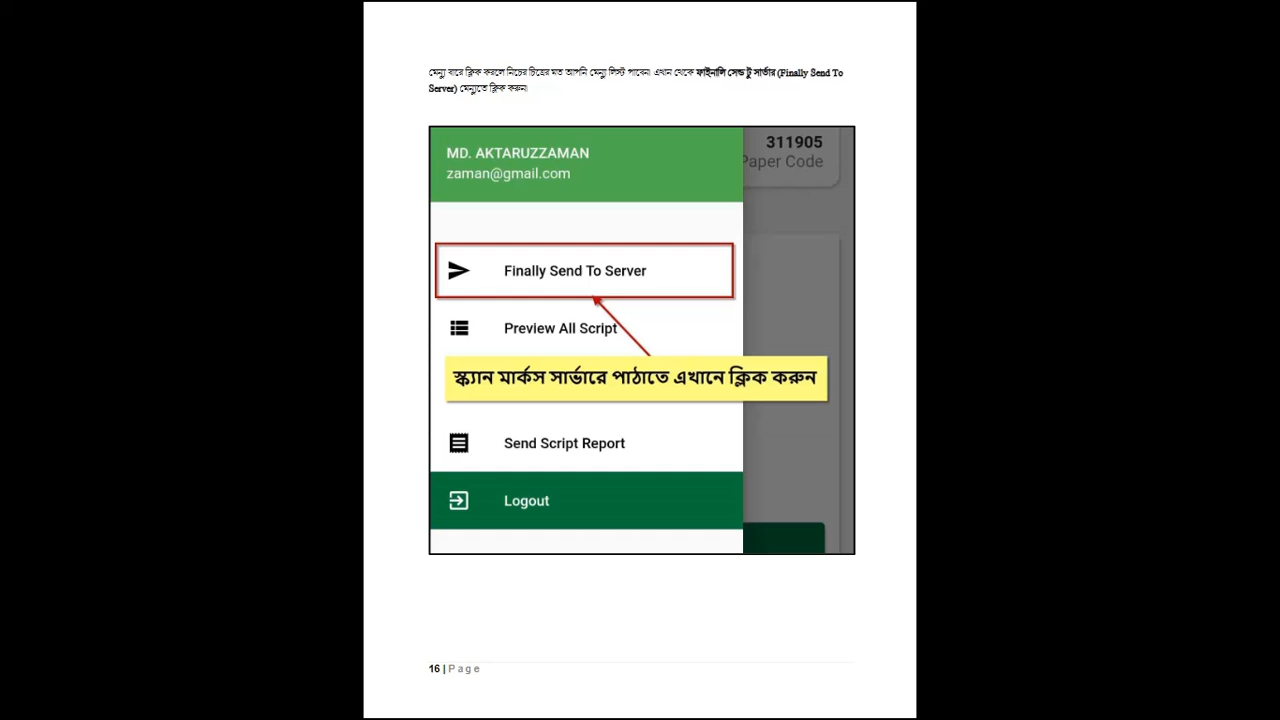 মেন্যু বারে ক্লিক করলে নিচের চিত্রের মত আপনি মেন্যু লিস্ট পাবেন। এখান থেকে ফাইনালি সেন্ড টু সার্ভার (Finally Send To
Server) মেন্যুতে ক্লিক করুন।
MD. AKTARUZZAMAN
zaman@gmail.com
311905
Paper Code
Finally Send To Server
Preview All Script
স্ক্যান মার্কস সার্ভারে পাঠাতে এখানে ক্লিক করুন
Send Script Report
Logout
16 | Page